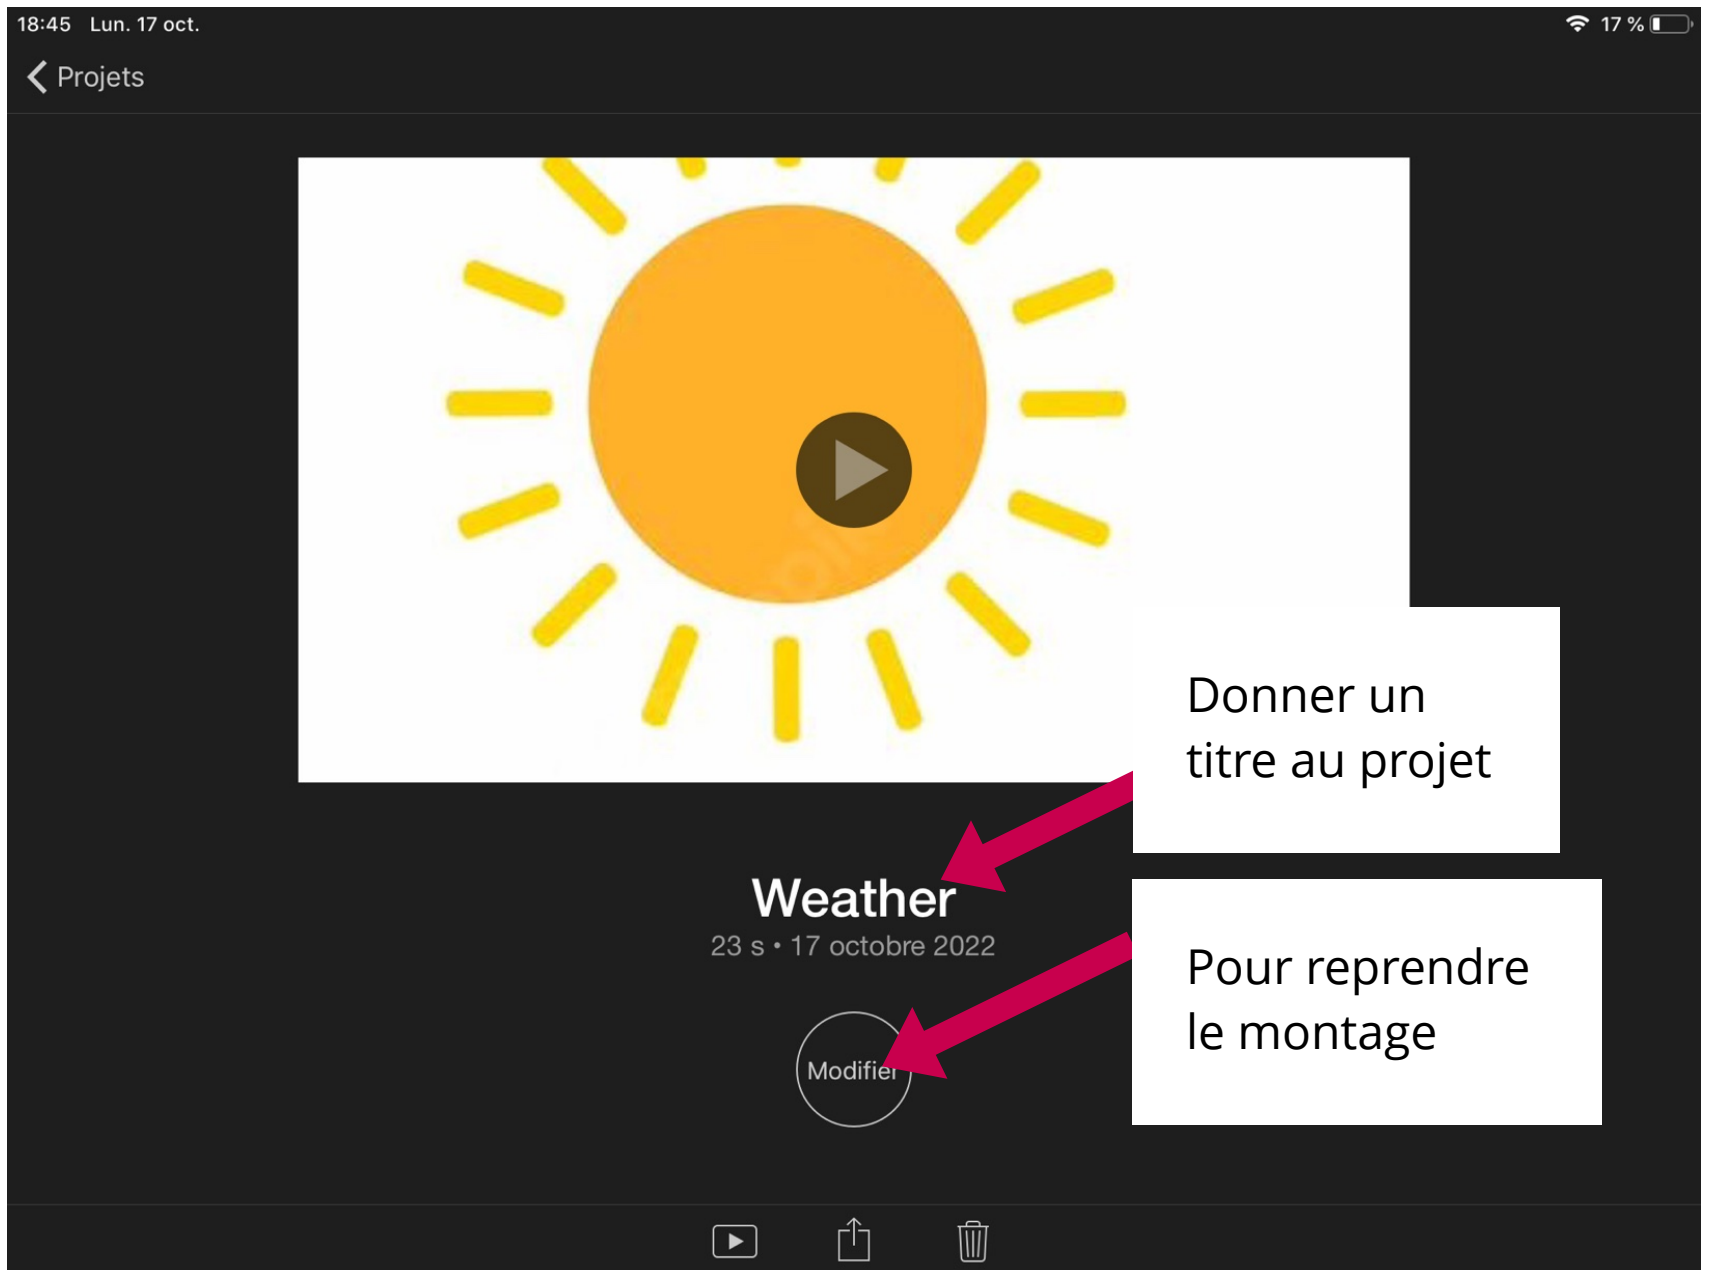 18:45 Lun. 17 oct.
17 %
Projets
Donner un
titre au projet
Weather
23 s • 17 octobre 2022
Pour reprendre
le montage
Modifier